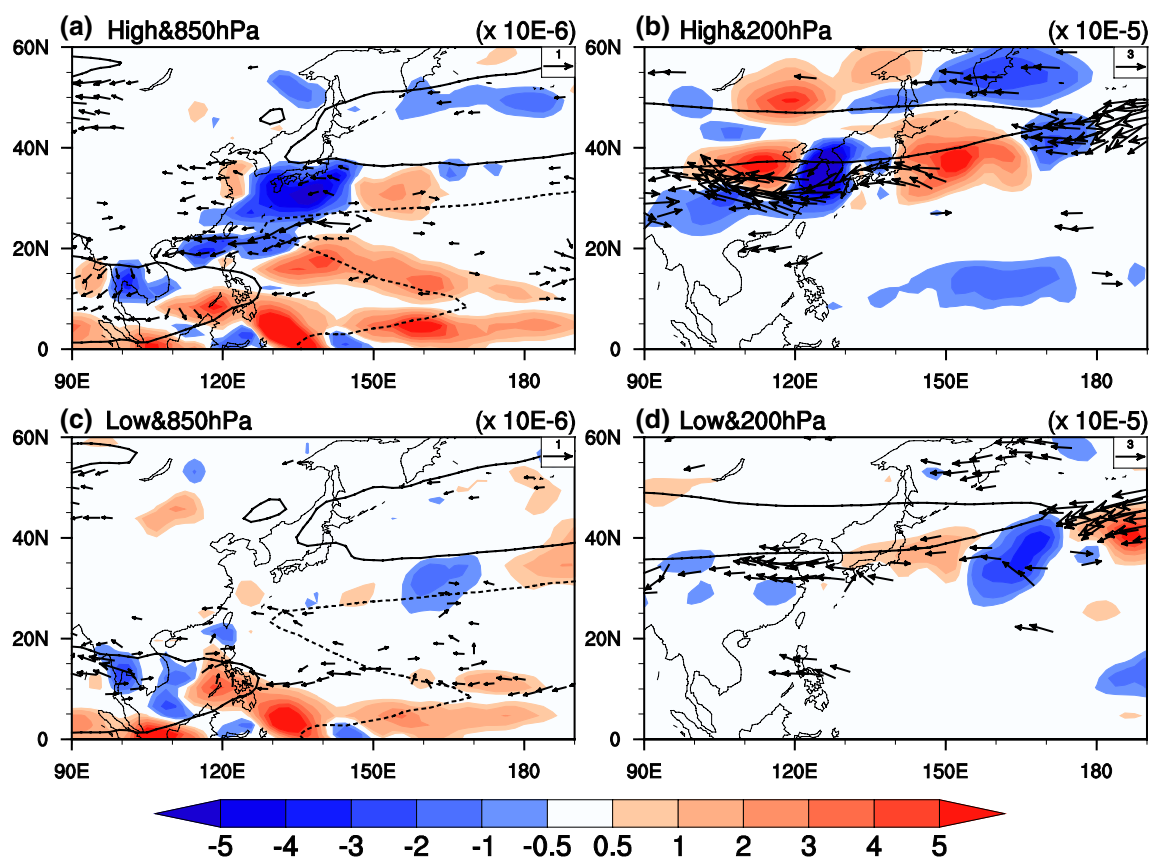 (a) High&850hPa (x 10E-6)
(b) High&200hPa (x 10E-5)
60N 1 60N 3
40N 40N
20N 20N
0 0
90E 120E 150E 180 90E 120E 150E 180
(c) Low&850hPa (x 10E-6)
(d) Low&200hPa (x 10E-5)
60N 1 60N 3
40N 40N
20N 20N
0 0
90E 120E 150E 180 90E 120E 150E 180
-5 -4 -3 -2 -1 -0.5 0.5 1 2 3 4 5